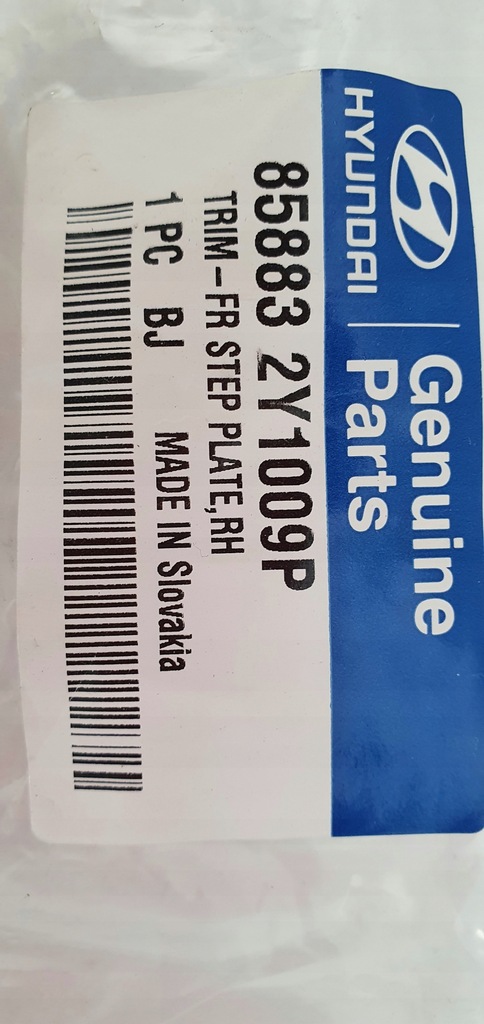 HYUNDAI
Genuine
Parts
85883 2Y1009P
TRIM-FR STEP PLATE,RH
1 PC BJ MADE IN Slovakia